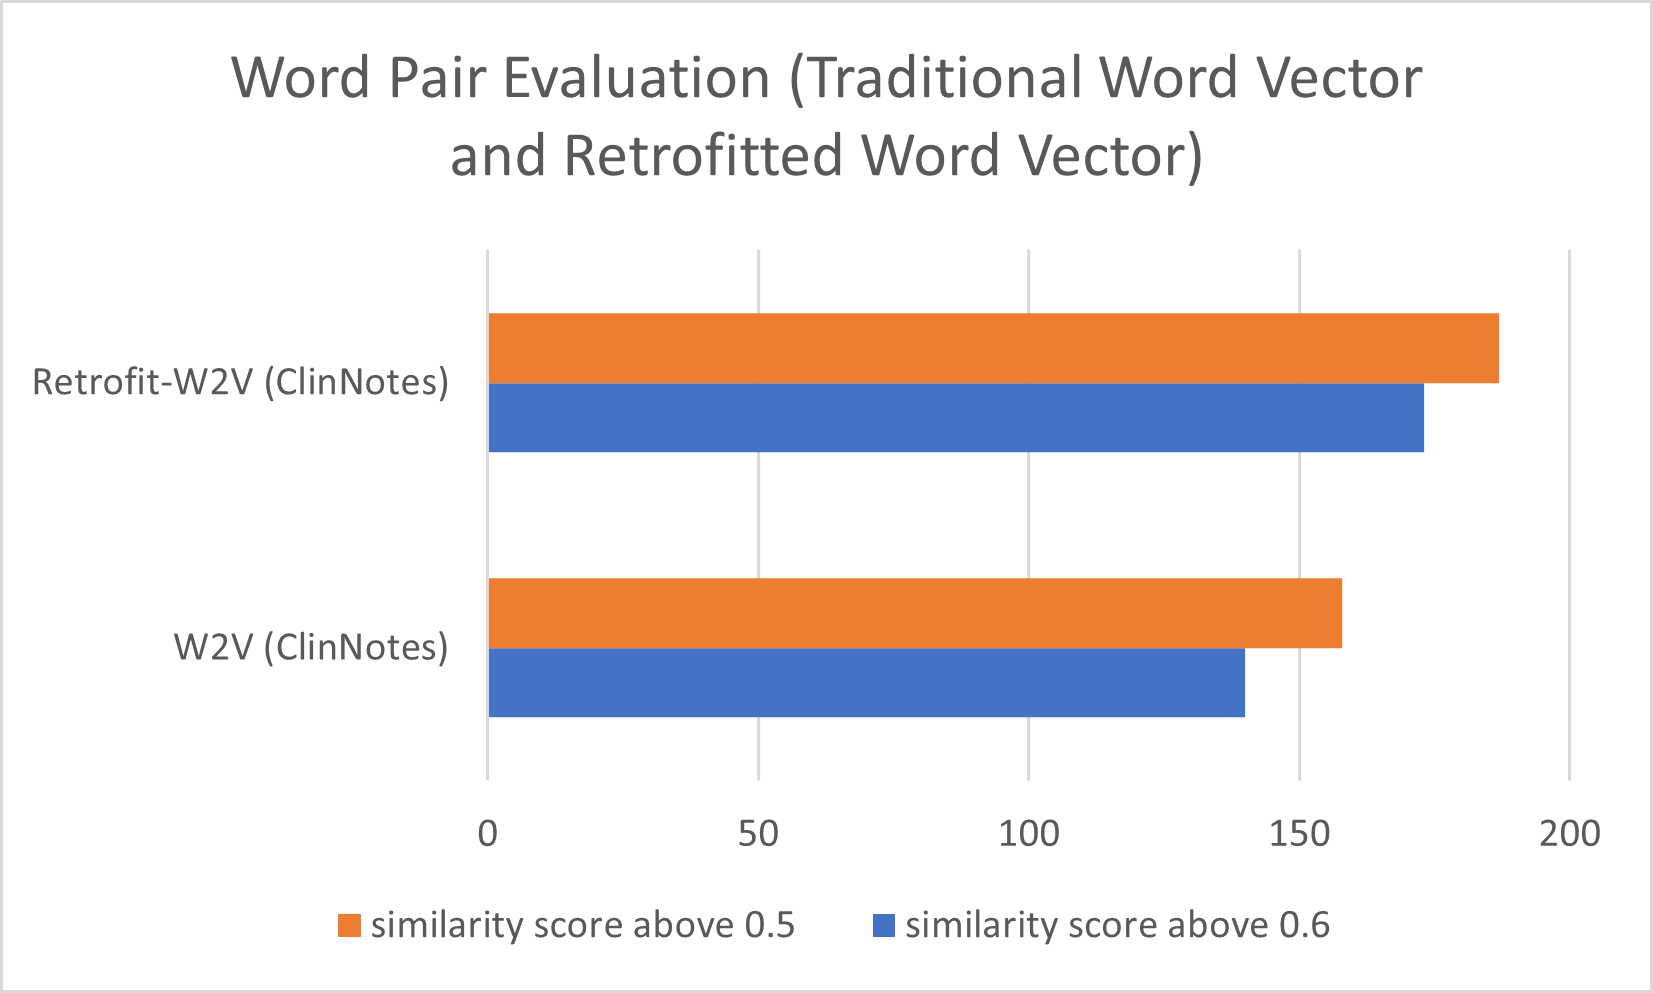 Word Pair Evaluation (Traditional Word Vector
and Retrofitted Word Vector)
Retrofit-W2V (ClinNotes)
W2V (ClinNotes)
0 50 100 150 200
similarity score above 0.5 similarity score above 0.6